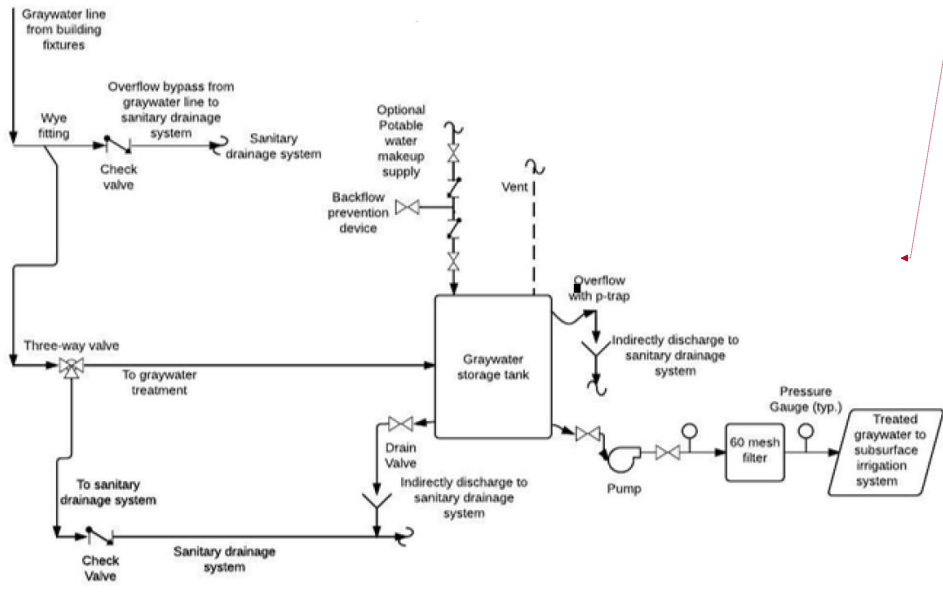 Graywater line
from building
fixtures
Overflow bypass from
graywater line to
sanitary drainage
system
Wye
fitting
Sanitary
drainage system
Check
valve
Optional
Potable
water
makeup
supply
Vent
Backflow
prevention
device
Overflow
with p-trap
Three-way valve
To graywater
treatment
Graywater
storage tank
Indirectly discharge to
sanitary drainage
system
Pressure
Gauge (typ.)
Treated
graywater to
subsurface
irrigation
system
60 mesh
filter
Pump
Drain
Valve
Indirectly discharge to
sanitary drainage
system
To sanitary
drainage system
Sanitary drainage
system
Check
Valve